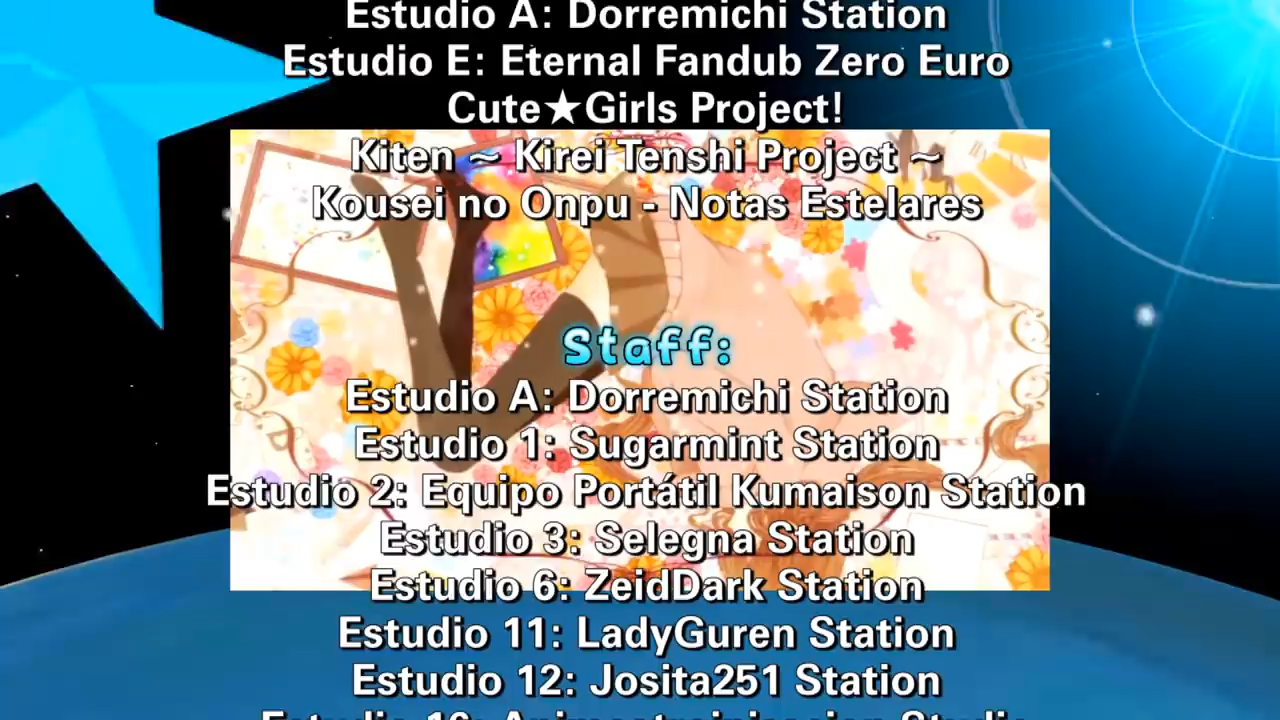 Estudio A: Dorremichi Station
Estudio E: Eternal Fandub Zero Euro
Cute★Girls Project!
Kiten ~ Kirei Tenshi Project ~
Kousei no Onpu - Notas Estelares
Staff:
Estudio A: Dorremichi Station
Estudio 1: Sugarmint Station
Estudio 2: Equipo Portátil Kumaison Station
Estudio 3: Selegna Station
Estudio 6: ZeidDark Station
Estudio 11: LadyGuren Station
Estudio 12: Josita251 Station